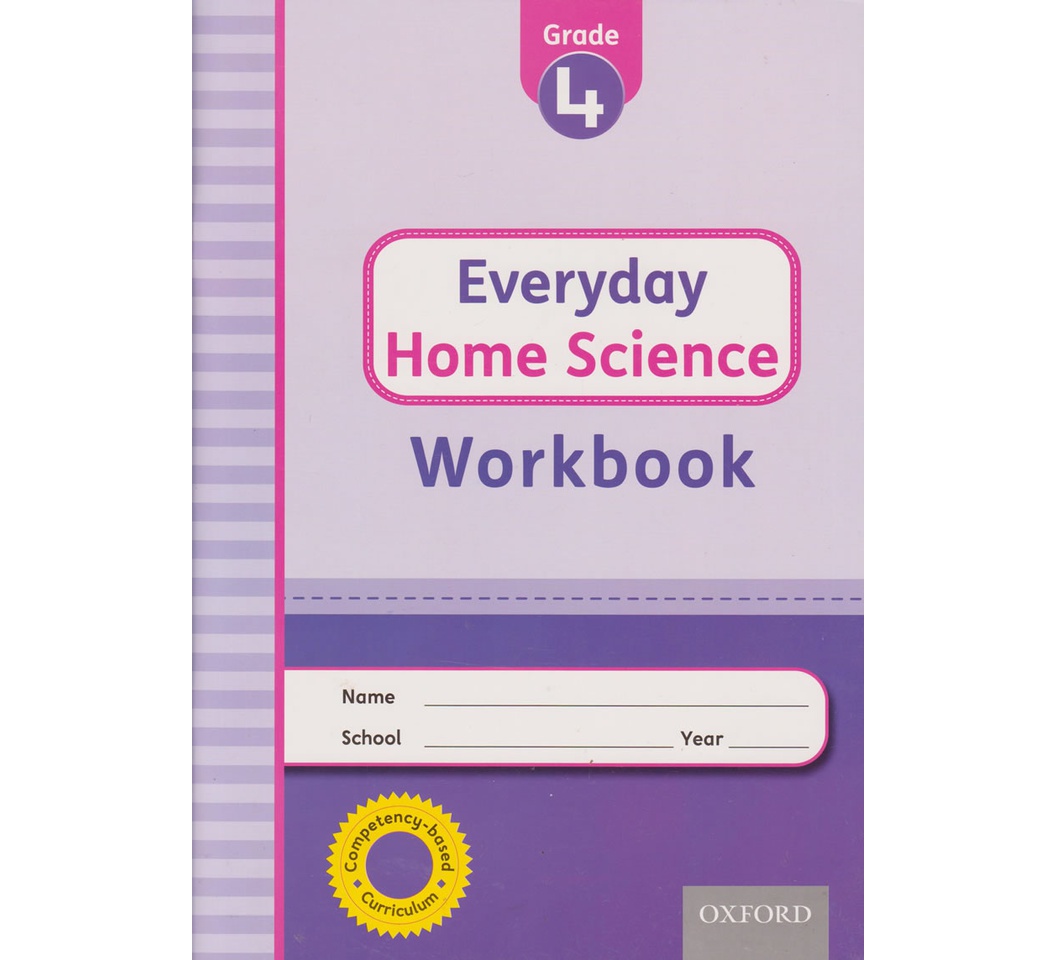 Grade
4
Everyday
Home Science
Workbook
Name
School Year
Competency-based
Curriculum
OXFORD